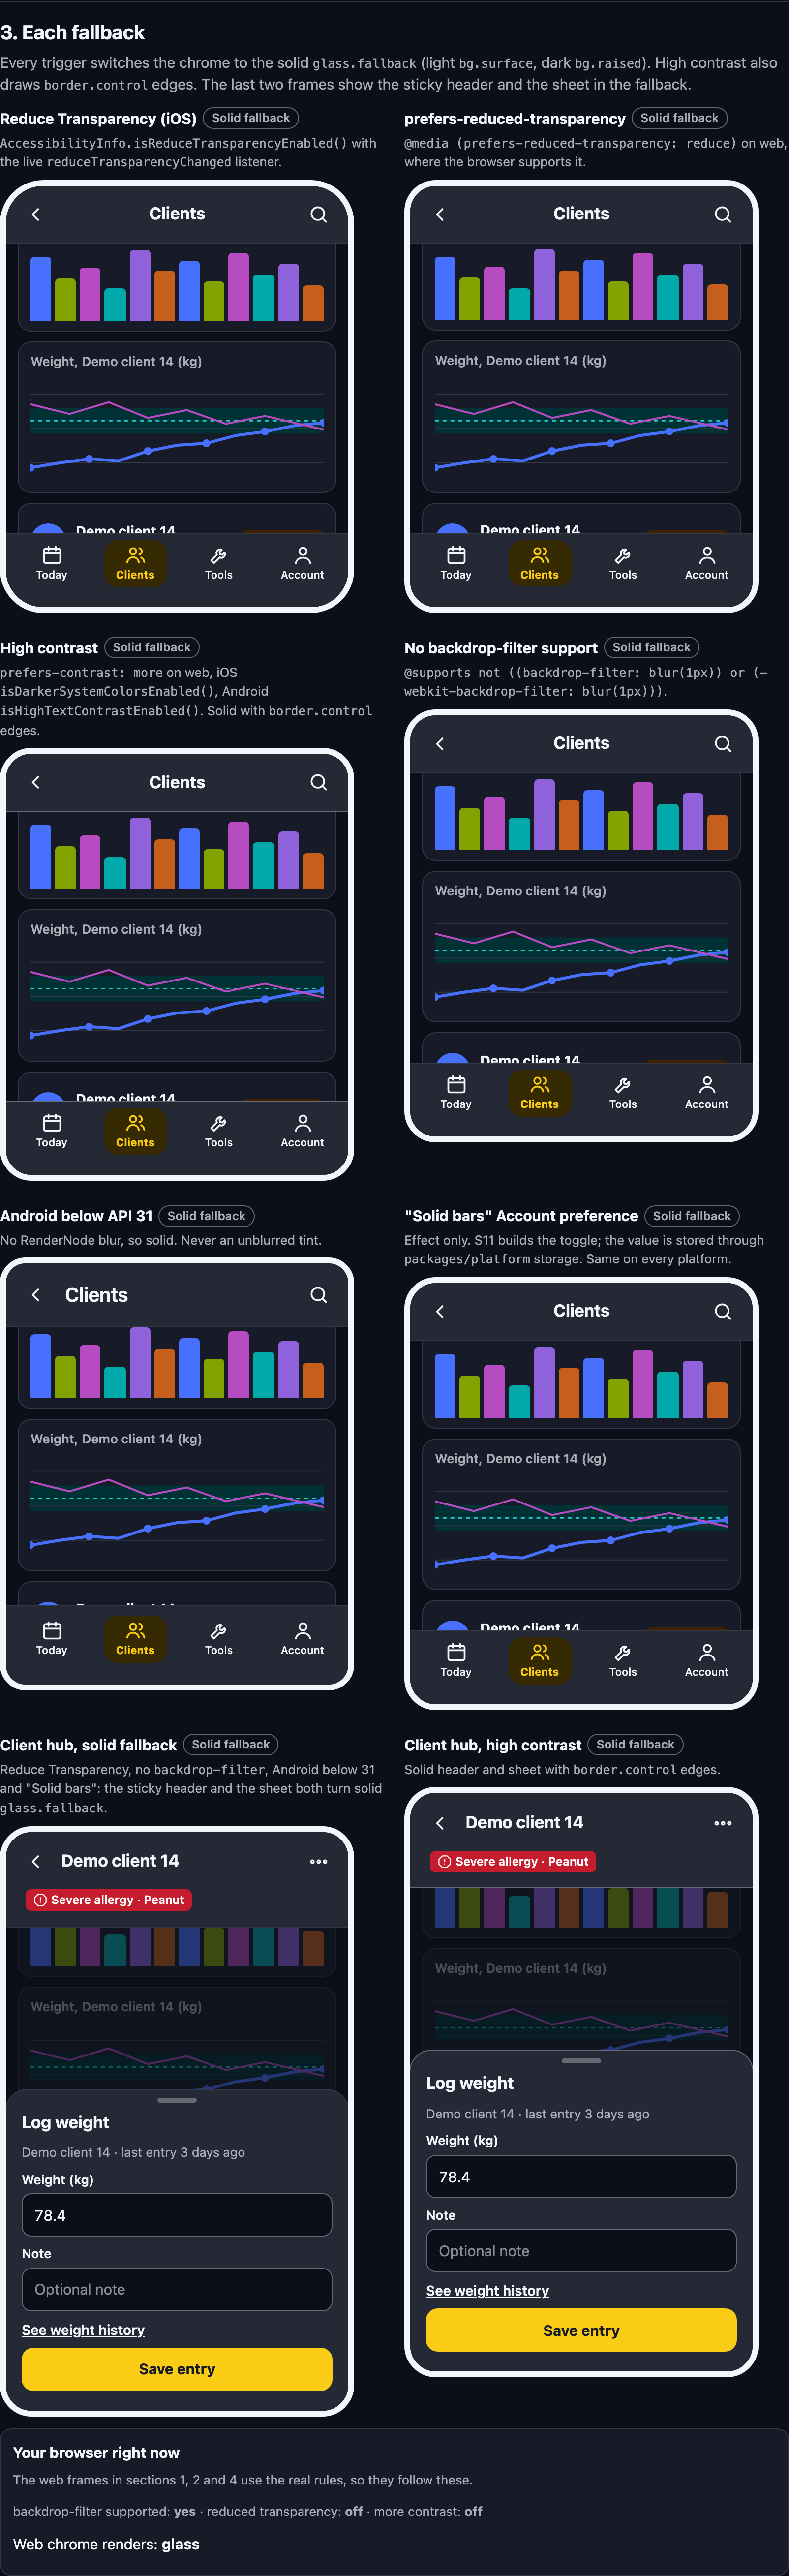 3. Each fallback
Every trigger switches the chrome to the solid glass.fallback (light bg.surface, dark bg.raised). High contrast also
draws border.control edges. The last two frames show the sticky header and the sheet in the fallback.
Reduce Transparency (iOS) Solid fallback
AccessibilityInfo.isReduceTransparencyEnabled() with
the live reduceTransparencyChanged listener.
Clients
Weight, Demo client 14 (kg)
Demo client 14
Today Clients Tools Account
prefers-reduced-transparency Solid fallback
@media (prefers-reduced-transparency: reduce) on web,
where the browser supports it.
Clients
Weight, Demo client 14 (kg)
Demo client 14
Today Clients Tools Account
High contrast Solid fallback
prefers-contrast: more on web, iOS
isDarkerSystemColorsEnabled(), Android
isHighTextContrastEnabled(). Solid with border.control
edges.
Clients
Weight, Demo client 14 (kg)
Demo client 14
Today Clients Tools Account
No backdrop-filter support Solid fallback
@supports not ((backdrop-filter: blur(1px)) or (-
webkit-backdrop-filter: blur(1px))).
Clients
Weight, Demo client 14 (kg)
Demo client 14
Today Clients Tools Account
Android below API 31 Solid fallback
No RenderNode blur, so solid. Never an unblurred tint.
Clients
Weight, Demo client 14 (kg)
Today Clients Tools Account
"Solid bars" Account preference Solid fallback
Effect only. S11 builds the toggle; the value is stored through
packages/platform storage. Same on every platform.
Clients
Weight, Demo client 14 (kg)
Demo client 14
Today Clients Tools Account
Client hub, solid fallback Solid fallback
Reduce Transparency, no backdrop-filter, Android below 31
and "Solid bars": the sticky header and the sheet both turn solid
glass.fallback.
Demo client 14
Severe allergy · Peanut
Weight, Demo client 14 (kg)
Log weight
Demo client 14 · last entry 3 days ago
Weight (kg)
78.4
Note
Optional note
See weight history
Save entry
Client hub, high contrast Solid fallback
Solid header and sheet with border.control edges.
Demo client 14
Severe allergy · Peanut
Weight, Demo client 14 (kg)
Log weight
Demo client 14 · last entry 3 days ago
Weight (kg)
78.4
Note
Optional note
See weight history
Save entry
Your browser right now
The web frames in sections 1, 2 and 4 use the real rules, so they follow these.
backdrop-filter supported: yes · reduced transparency: off · more contrast: off
Web chrome renders: glass